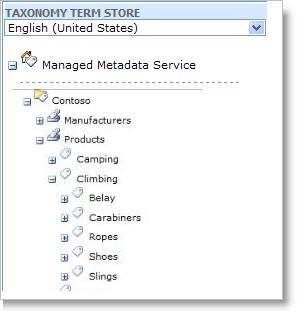 TAXONOMY TERM STORE
English (United States)
Managed Metadata Service
Contoso
Manufacturers
Products
Camping
Climbing
Belay
Carabiners
Ropes
Shoes
Slings